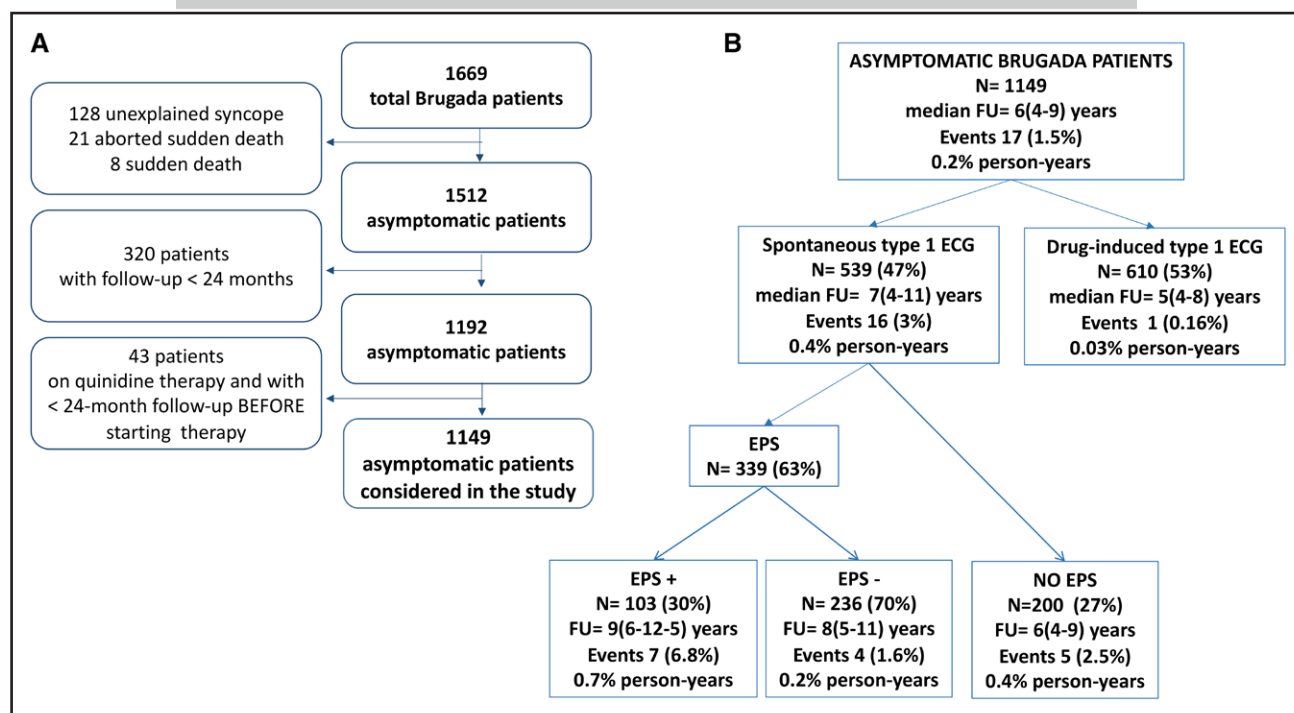 A
1669
total Brugada patients
128 unexplained syncope
21 aborted sudden death
8 sudden death
1512
asymptomatic patients
320 patients
with follow-up < 24 months
1192
asymptomatic patients
43 patients
on quinidine therapy and with
< 24-month follow-up BEFORE
starting therapy
1149
asymptomatic patients
considered in the study
B
ASYMPTOMATIC BRUGADA PATIENTS
N= 1149
median FU= 6(4-9) years
Events 17 (1.5%)
0.2% person-years
Spontaneous type 1 ECG
N= 539 (47%)
median FU= 7(4-11) years
Events 16 (3%)
0.4% person-years
Drug-induced type 1 ECG
N= 610 (53%)
median FU= 5(4-8) years
Events 1 (0.16%)
0.03% person-years
EPS
N= 339 (63%)
EPS +
N= 103 (30%)
FU= 9(6-12-5) years
Events 7 (6.8%)
0.7% person-years
EPS -
N= 236 (70%)
FU= 8(5-11) years
Events 4 (1.6%)
0.2% person-years
NO EPS
N=200 (27%)
FU= 6(4-9) years
Events 5 (2.5%)
0.4% person-years